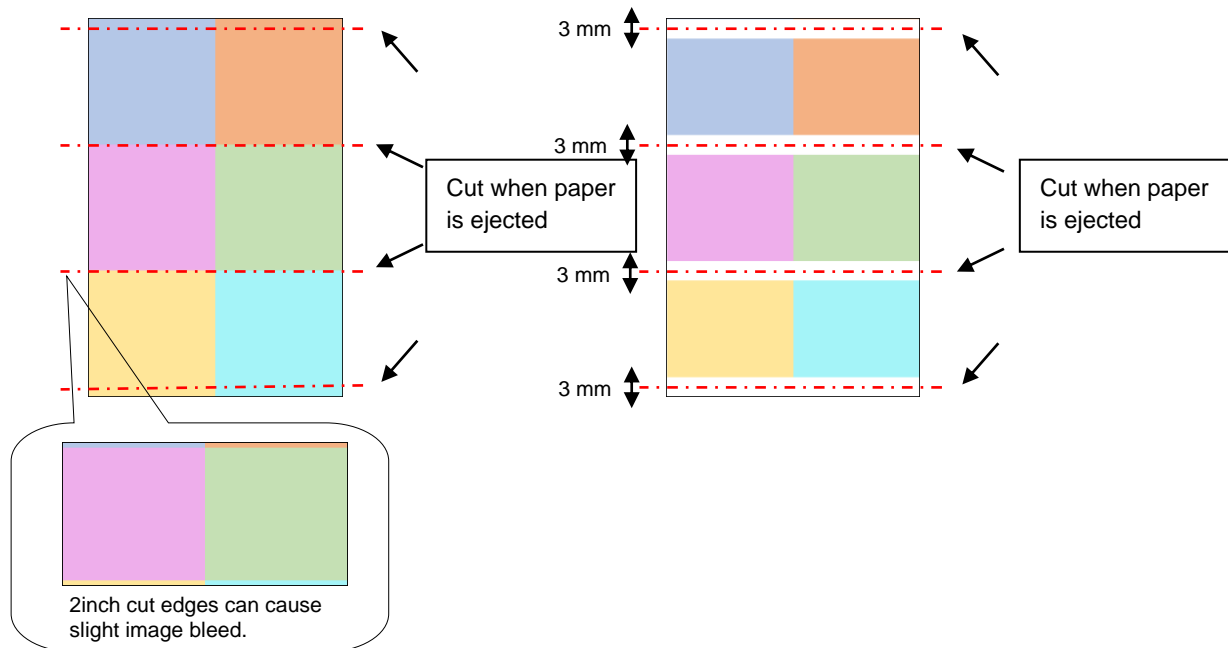 3 mm
3 mm
Cut when paper
is ejected
Cut when paper
is ejected
3 mm
3 mm
2inch cut edges can cause
slight image bleed.